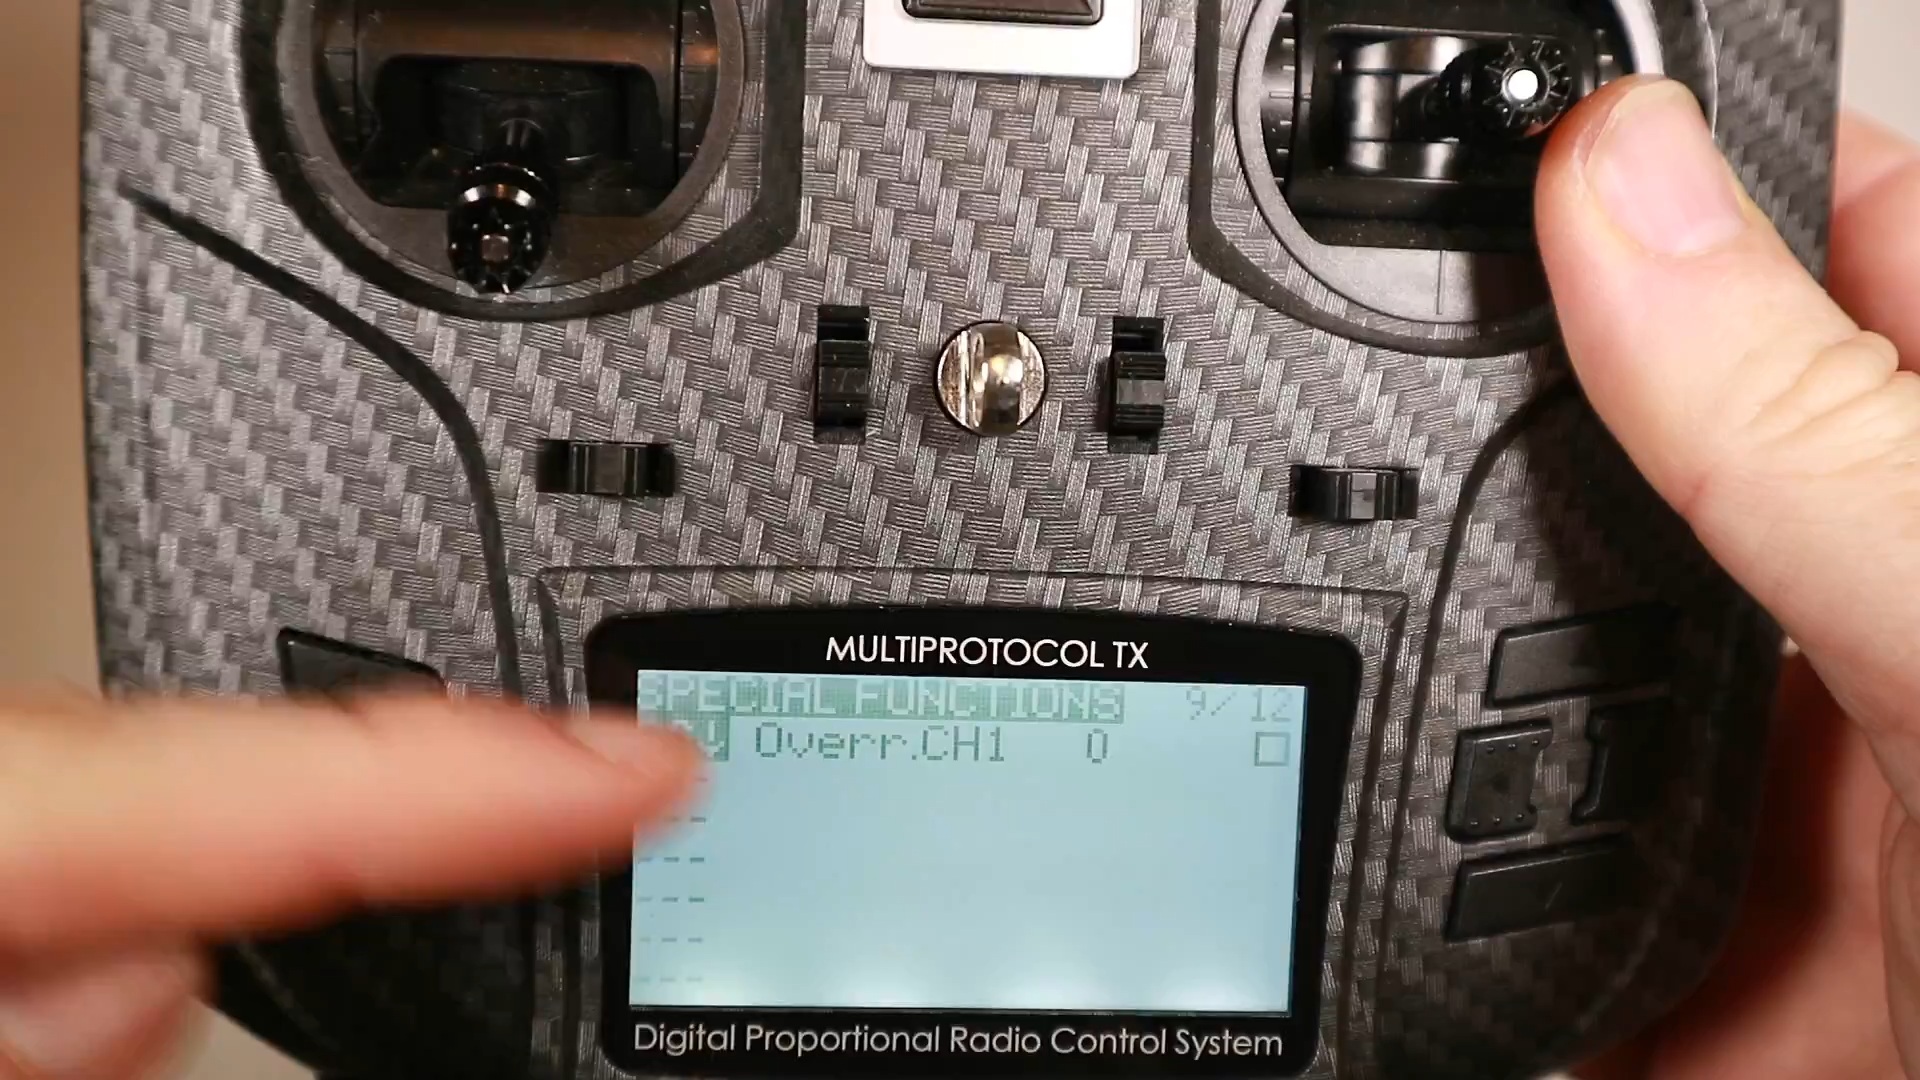 MULTIPROTOCOL TX
SPECIAL FUNCTIONS 9/12
Overr.CH1 0
---
---
---
---
---
Digital Proportional Radio Control System